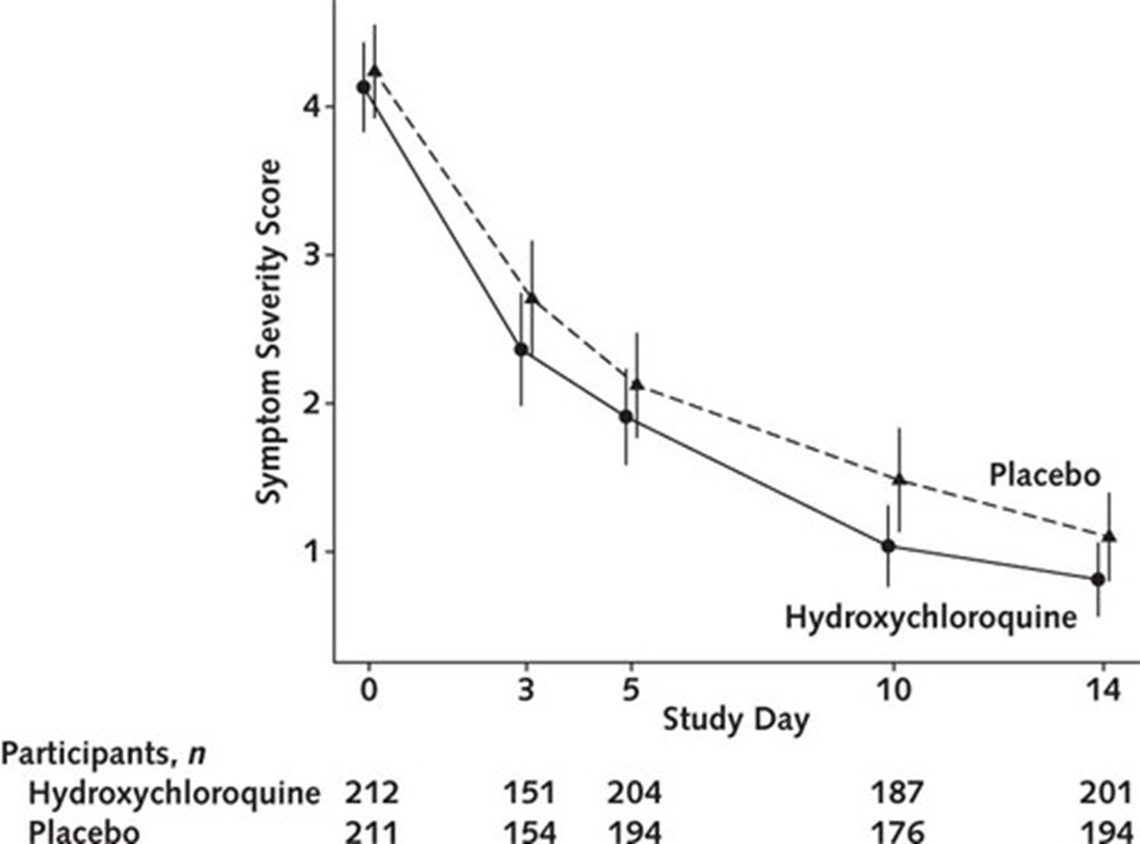 4
3
2
1
Symptom Severity Score
Placebo
Hydroxychloroquine
0 3 5 10 14
Study Day
Participants, n
Hydroxychloroquine 212 151 204 187 201
Placebo 211 154 194 176 194